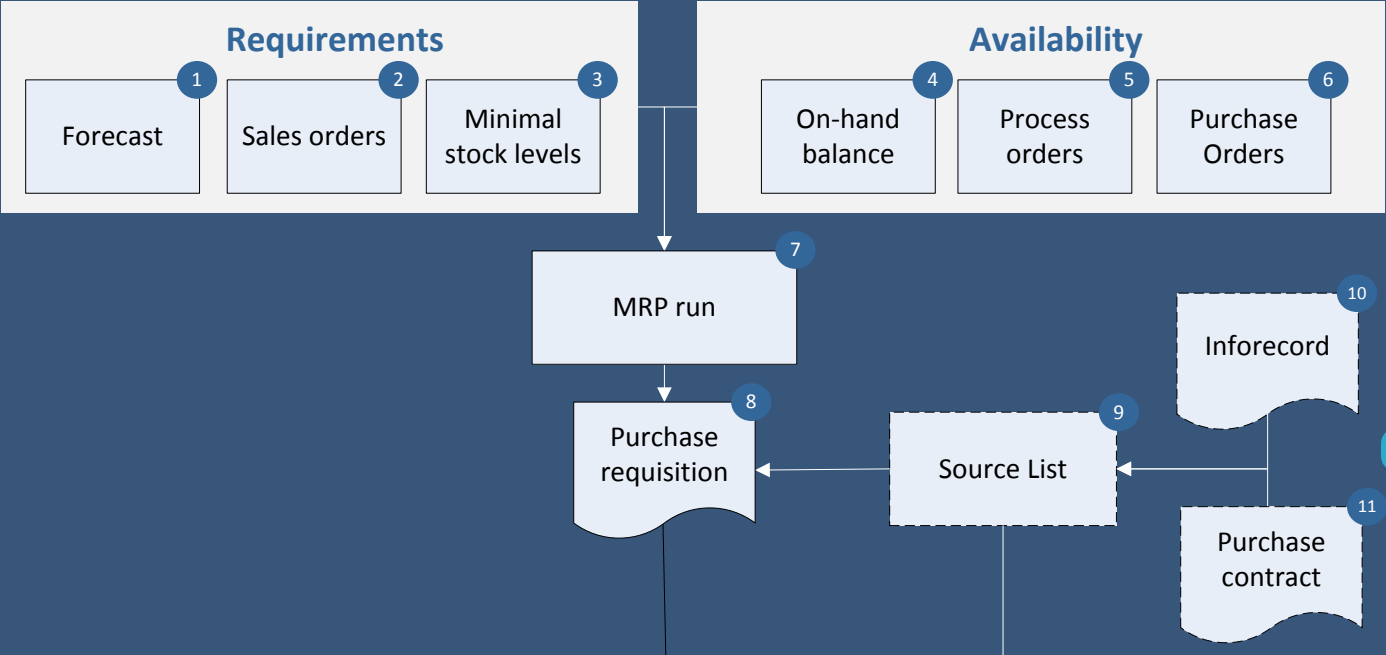 Requirements
Availability
1
2
3
4
5
6
Forecast
Sales orders
Minimal
stock levels
On-hand
balance
Process
orders
Purchase
Orders
7
MRP run
10
Inforecord
8
Purchase
requisition
9
Source List
11
Purchase
contract